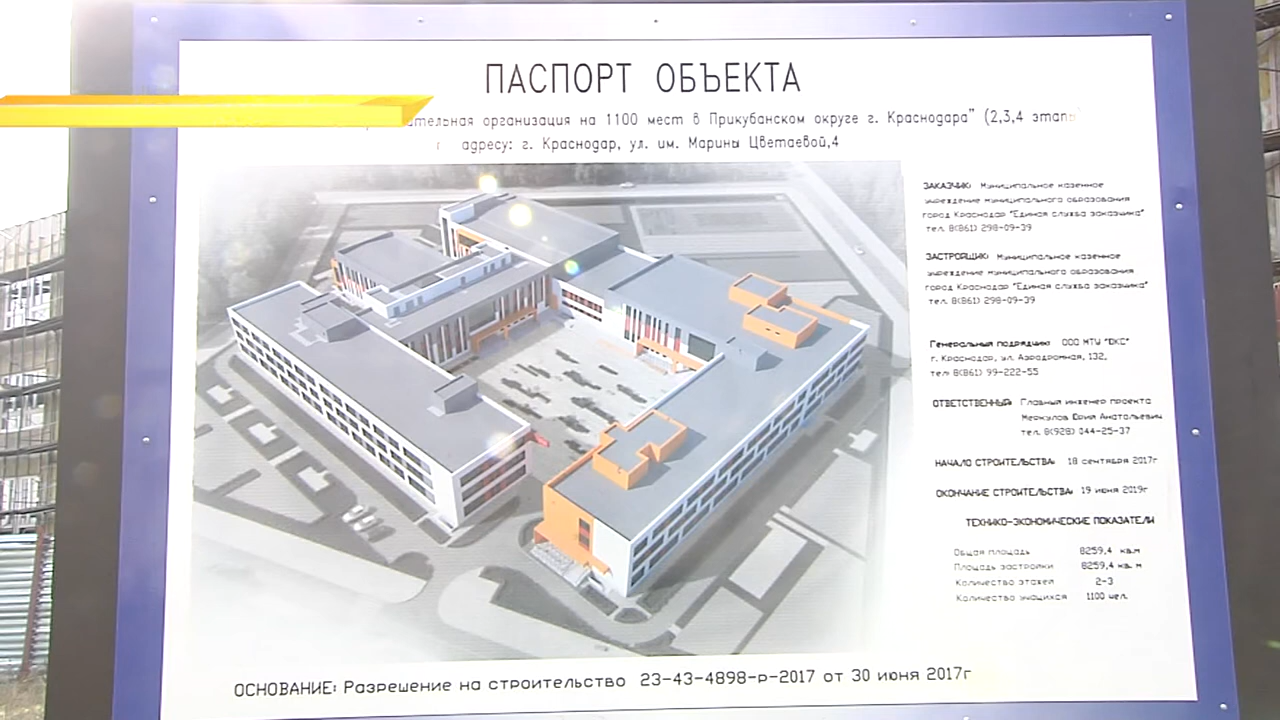 ПАСПОРТ ОБЪЕКТА
организация на 1100 мест в Прикубанском округе г. Краснодара" (2,3,4
адресу: г. Краснодар, ул. им. Марины Цветаевой,4
ЗАКАЗЧИК: Муниципальное казенное
учреждение муниципального образования
город Краснодар "Единая служба заказчика"
тел. 8(861) 298-09-39
ЗАСТРОЙЩИК: Муниципальное казенное
учреждение муниципального образования
город Краснодар "Единая служба заказчика"
тел. 8(861) 298-09-39
Генеральный подрядчик: ООО МТУ
г. Краснодар, ул. Аэродромная, 132,
тел: 8(861) 99-222-55
ОТВЕТСТВЕННЫЙ: Главный инженер проекта
Меркулов Юрий Анатольевич
тел. 8(928) 044-25-37
НАЧАЛО СТРОИТЕЛЬСТВА: 18 сентября 2017г
ОКОНЧАНИЕ СТРОИТЕЛЬСТВА: 19 июня 2019г
ТЕХНИКО-ЭКОНОМИЧЕСКИЕ ПОКАЗАТЕЛИ
Общая площадь 8259,4 кв.м
Площадь застройки 8259,4 кв. м
Количество этажей 2-3
Количество учащихся 1100 чел.
ОСНОВАНИЕ: Разрешение на строительство 23-43-4898-р-2017 от 30 июня 2017г